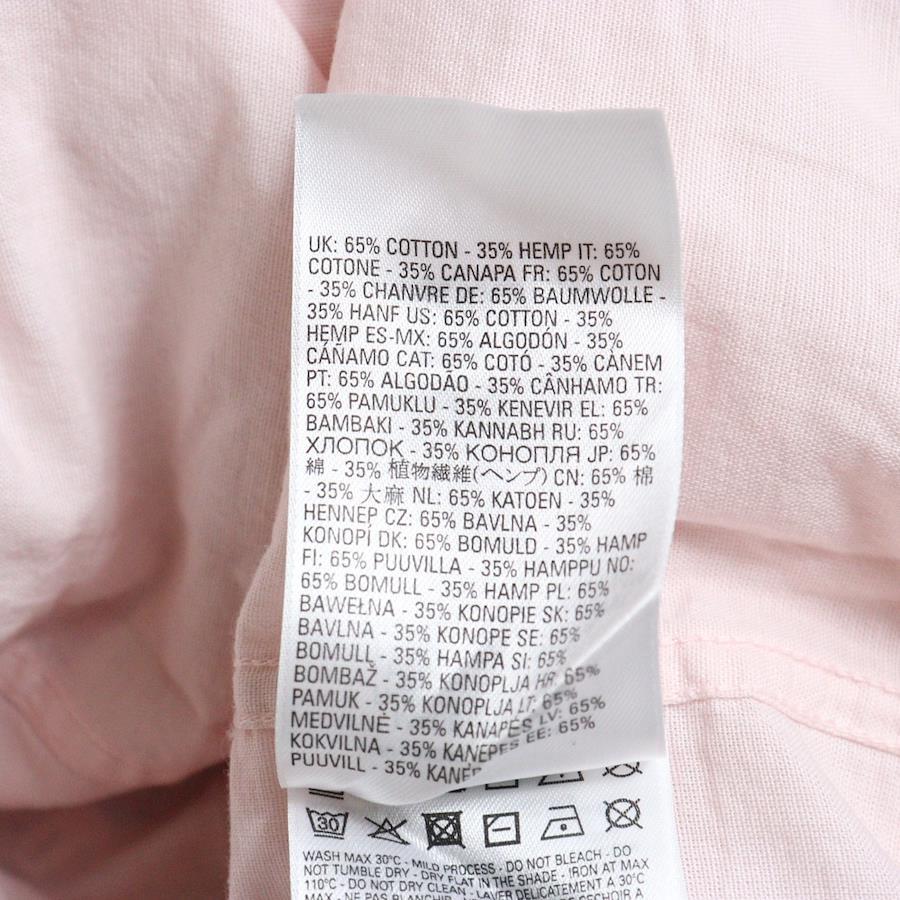 UK: 65% COTTON - 35% HEMP IT: 65%
COTONE - 35% CANAPA FR: 65% COTON
- 35% CHANVRE DE: 65% BAUMWOLLE -
35% HANF US: 65% COTTON - 35%
HEMP ES-MX: 65% ALGODÓN - 35%
CÁÑAMO CAT: 65% COTÓ - 35% CÀNEM
PT: 65% ALGODÃO - 35% CÂNHAMO TR:
65% PAMUKLU - 35% KENEVIR EL: 65%
BAMBAKI - 35% KANNABH RU: 65%
ХЛОПОК - 35% КОНОПЛЯ JP: 65%
綿 - 35% 植物繊維(ヘンプ) CN: 65% 棉
- 35% 大麻 NL: 65% KATOEN - 35%
HENNEP CZ: 65% BAVLNA - 35%
KONOPÍ DK: 65% BOMULD - 35% HAMP
FI: 65% PUUVILLA - 35% HAMPPU NO:
65% BOMULL - 35% HAMP PL: 65%
BAWEŁNA - 35% KONOPIE SK: 65%
BAVLNA - 35% KONOPE SE: 65%
BOMULL - 35% HAMPA SI: 65%
BOMBAŽ - 35% KONOPLJA HR: 65%
PAMUK - 35% KONOPLJA LT: 65%
MEDVILNĖ - 35% KANAPĖS LV: 65%
KOKVILNA - 35% KANEPES EE: 65%
PUUVILL - 35% KANEP
30
WASH MAX 30°C - MILD PROCESS - DO NOT BLEACH - DO
NOT TUMBLE DRY - DRY FLAT IN THE SHADE - IRON AT MAX
110°C - DO NOT DRY CLEAN - LAVER DELICATEMENT A 30°C
MAX - NE PAS BLANCHIR